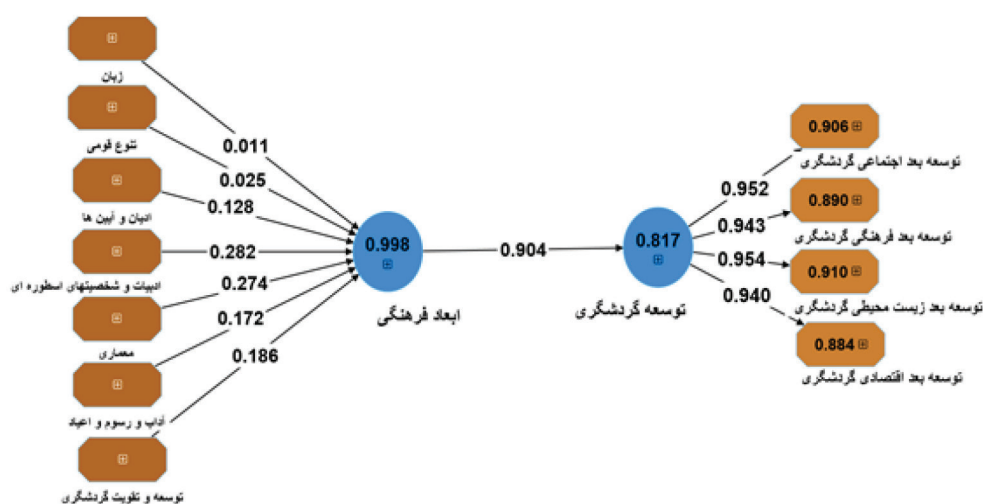 زبان
تنوع قومی
ادیان و آیین ها
ادبیات و شخصیتهای اسطوره ای
معماری
آداب و رسوم و اعیاد
توسعه و تقویت گردشگری
0.011
0.025
0.128
0.282
0.274
0.172
0.186
0.998
ابعاد فرهنگی
0.904
0.817
توسعه گردشگری
0.952
0.943
0.954
0.940
0.906
توسعه بعد اجتماعی گردشگری
0.890
توسعه بعد فرهنگی گردشگری
0.910
توسعه بعد زیست محیطی گردشگری
0.884
توسعه بعد اقتصادی گردشگری